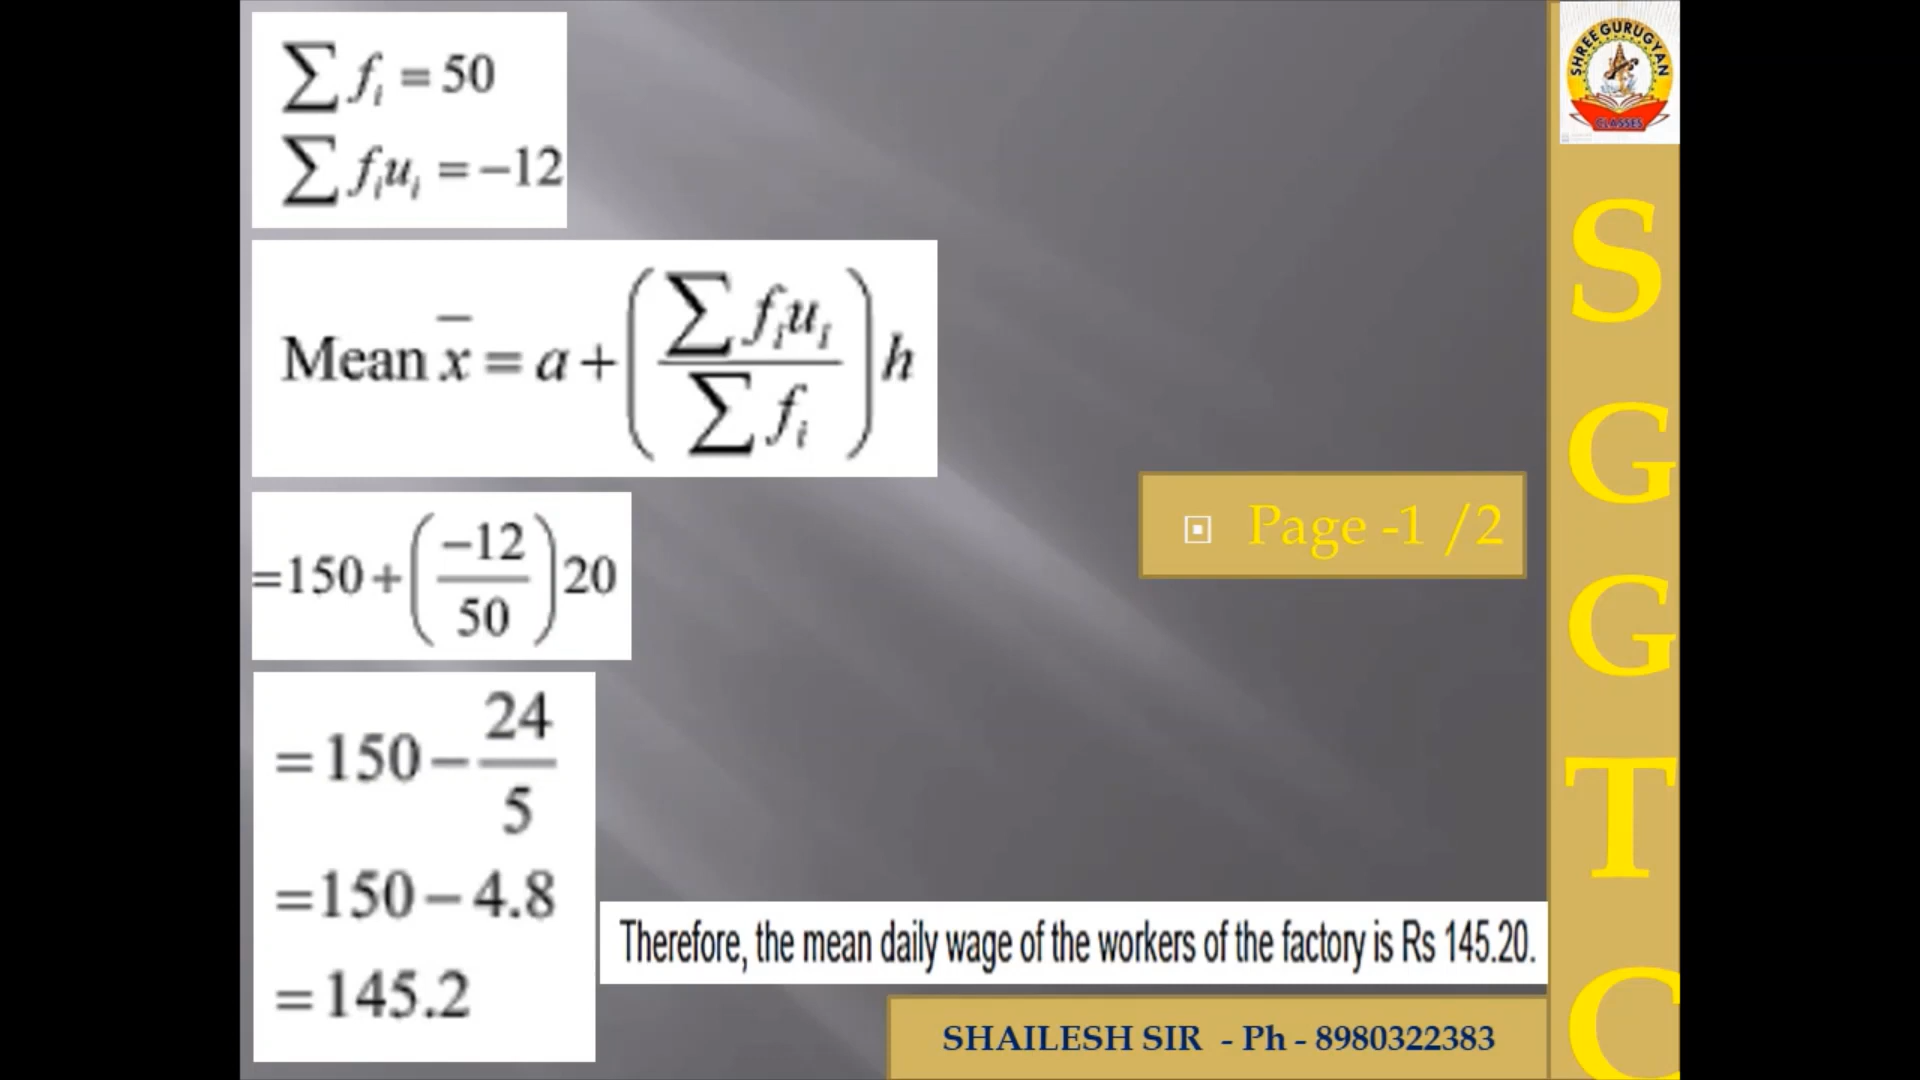 ∑ fᵢ = 50
∑ fᵢuᵢ = −12
Mean x̄ = a + (∑ fᵢuᵢ / ∑ fᵢ) h
=150 + (−12 / 50) 20
=150 − 24 / 5
=150 − 4.8
=145.2
Therefore, the mean daily wage of the workers of the factory is Rs 145.20.
Page -1 /2
SHAILESH SIR - Ph - 8980322383
SHREE GURUGYAN
CLASSES
S
G
G
T
C